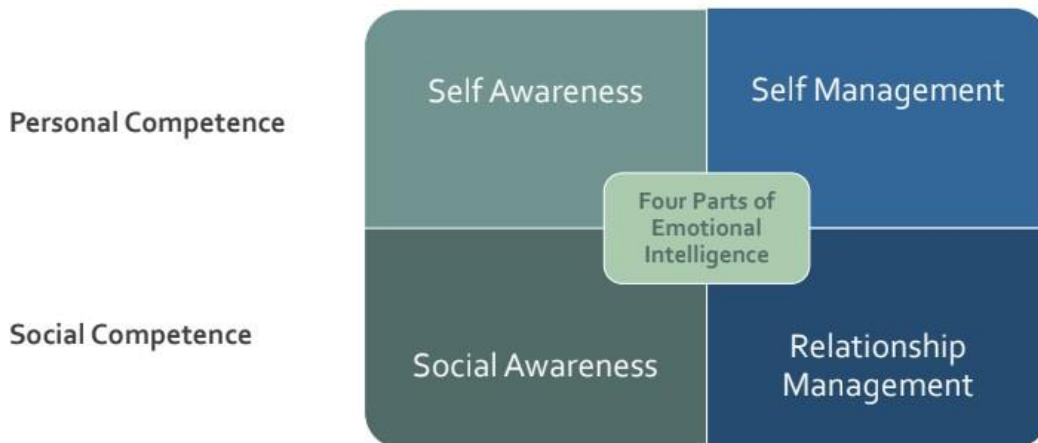 Self Awareness
Self Management
Personal Competence
Four Parts of
Emotional
Intelligence
Social Competence
Social Awareness
Relationship
Management